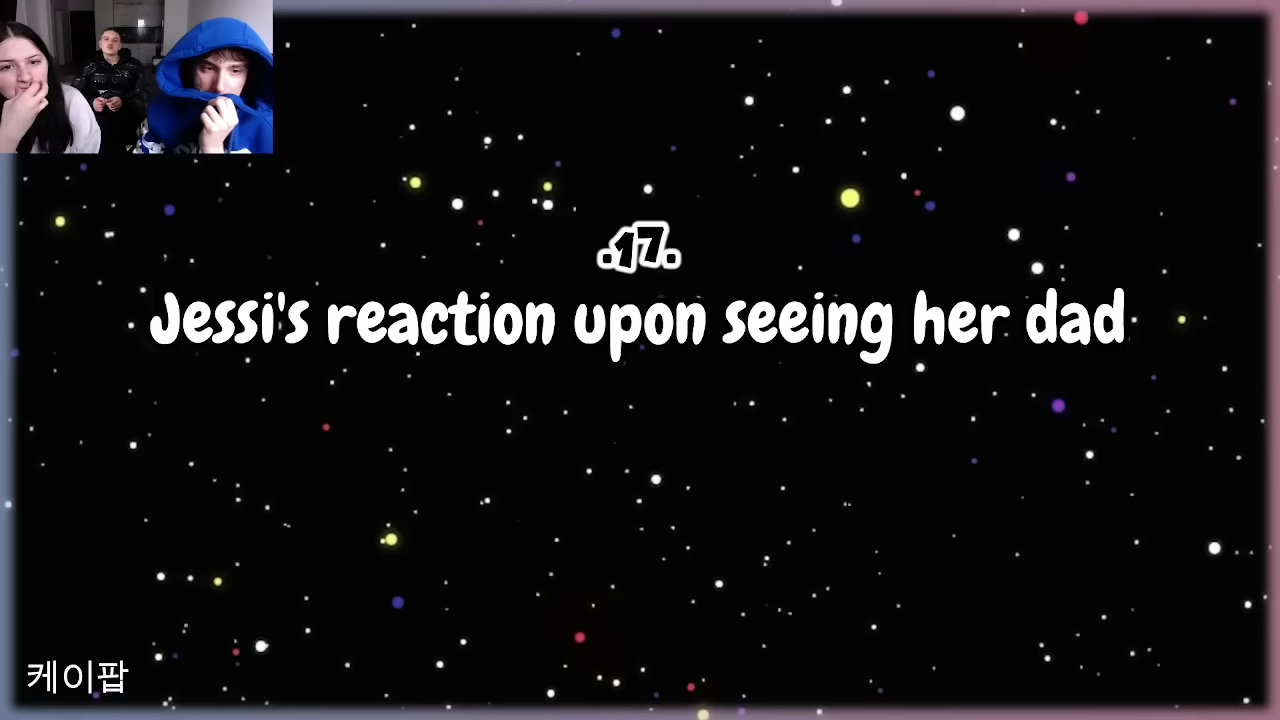 .17.
Jessi's reaction upon seeing her dad
케이팝